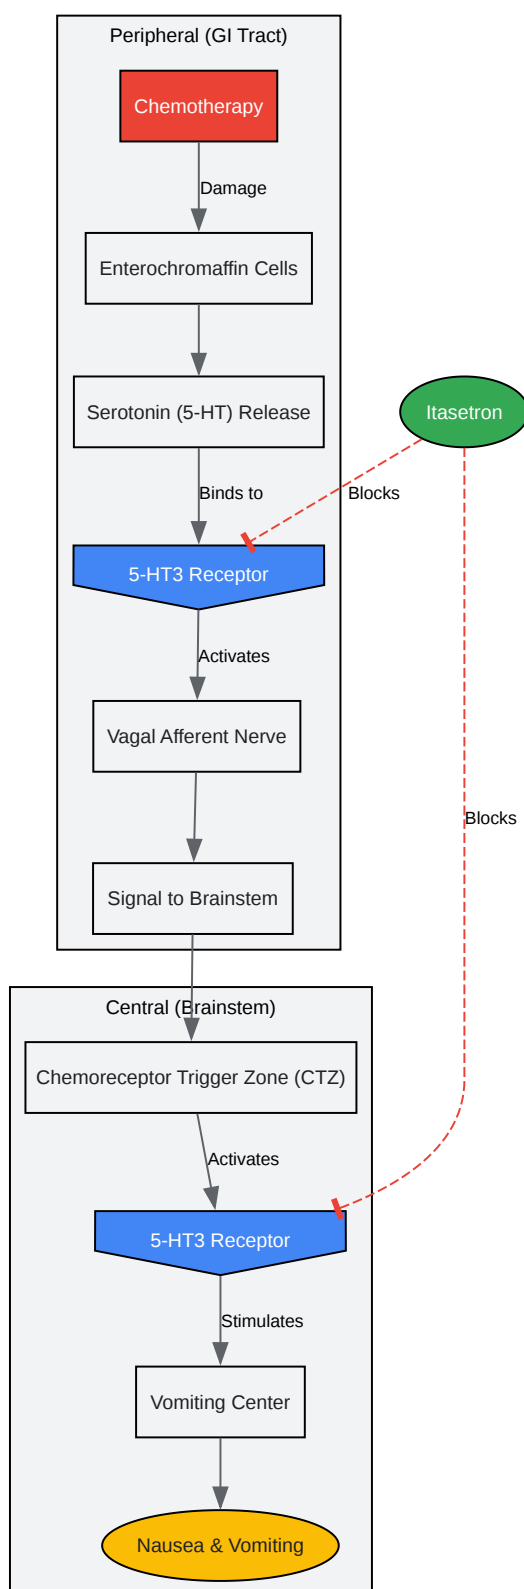 Peripheral (GI Tract)
Chemotherapy
Damage
Enterochromaffin Cells
Serotonin (5-HT) Release
Itasetron
Binds to
Blocks
5-HT3 Receptor
Activates
Vagal Afferent Nerve
Blocks
Signal to Brainstem
Central (Brainstem)
Chemoreceptor Trigger Zone (CTZ)
Activates
5-HT3 Receptor
Stimulates
Vomiting Center
Nausea & Vomiting